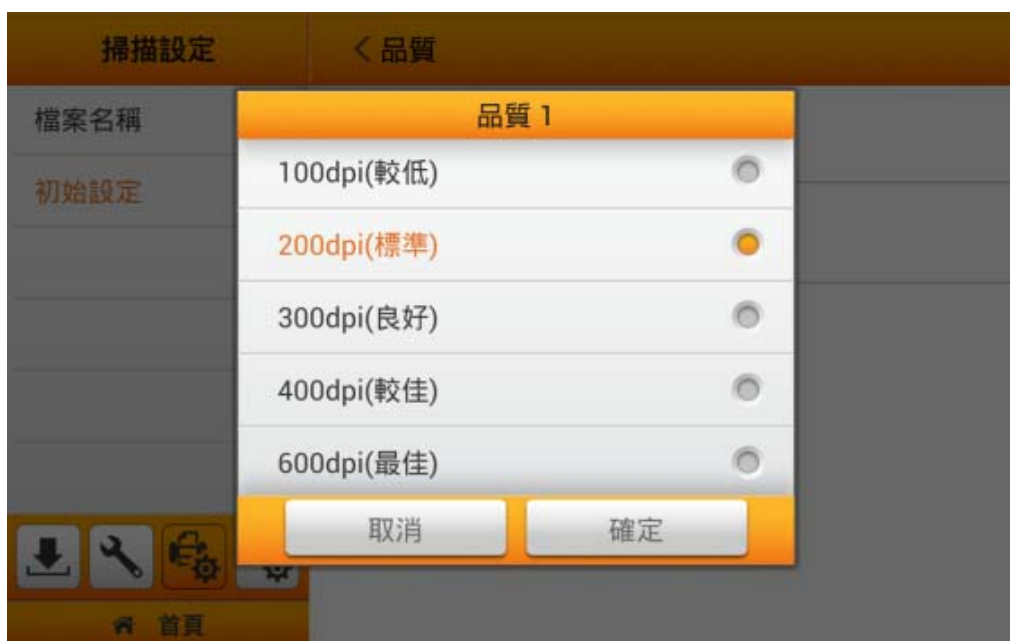 掃描設定
< 品質
檔案名稱
初始設定
品質 1
100dpi(較低)
200dpi(標準)
300dpi(良好)
400dpi(較佳)
600dpi(最佳)
取消
確定
首頁